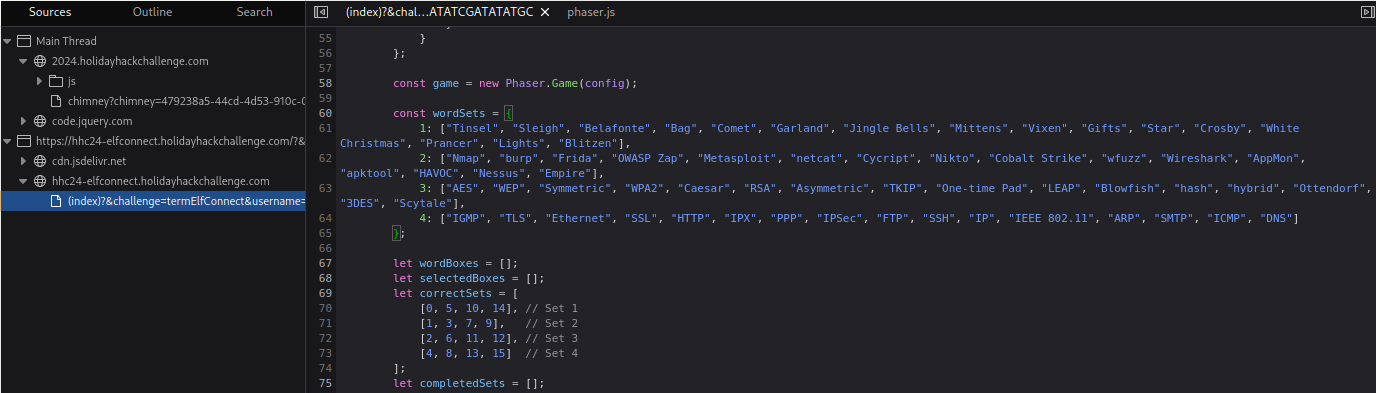 Sources Outline Search (index)?&chal…ATATCGATATATGC phaser.js
Main Thread
2024.holidayhackchallenge.com
js
chimney?chimney=479238a5-44cd-4d53-910c-0
code.jquery.com
https://hhc24-elfconnect.holidayhackchallenge.com/?&
cdn.jsdelivr.net
hhc24-elfconnect.holidayhackchallenge.com
(index)?&challenge=termElfConnect&username=
55 }
56 };
57
58 const game = new Phaser.Game(config);
59
60 const wordSets = {
61 1: ["Tinsel", "Sleigh", "Belafonte", "Bag", "Comet", "Garland", "Jingle Bells", "Mittens", "Vixen", "Gifts", "Star", "Crosby", "White
Christmas", "Prancer", "Lights", "Blitzen"],
62 2: ["Nmap", "burp", "Frida", "OWASP Zap", "Metasploit", "netcat", "Cycript", "Nikto", "Cobalt Strike", "wfuzz", "Wireshark", "AppMon",
"apktool", "HAVOC", "Nessus", "Empire"],
63 3: ["AES", "WEP", "Symmetric", "WPA2", "Caesar", "RSA", "Asymmetric", "TKIP", "One-time Pad", "LEAP", "Blowfish", "hash", "hybrid", "Ottendorf",
"3DES", "Scytale"],
64 4: ["IGMP", "TLS", "Ethernet", "SSL", "HTTP", "IPX", "PPP", "IPSec", "FTP", "SSH", "IP", "IEEE 802.11", "ARP", "SMTP", "ICMP", "DNS"]
65 };
66
67 let wordBoxes = [];
68 let selectedBoxes = [];
69 let correctSets = [
70 [0, 5, 10, 14], // Set 1
71 [1, 3, 7, 9], // Set 2
72 [2, 6, 11, 12], // Set 3
73 [4, 8, 13, 15] // Set 4
74 ];
75 let completedSets = [];